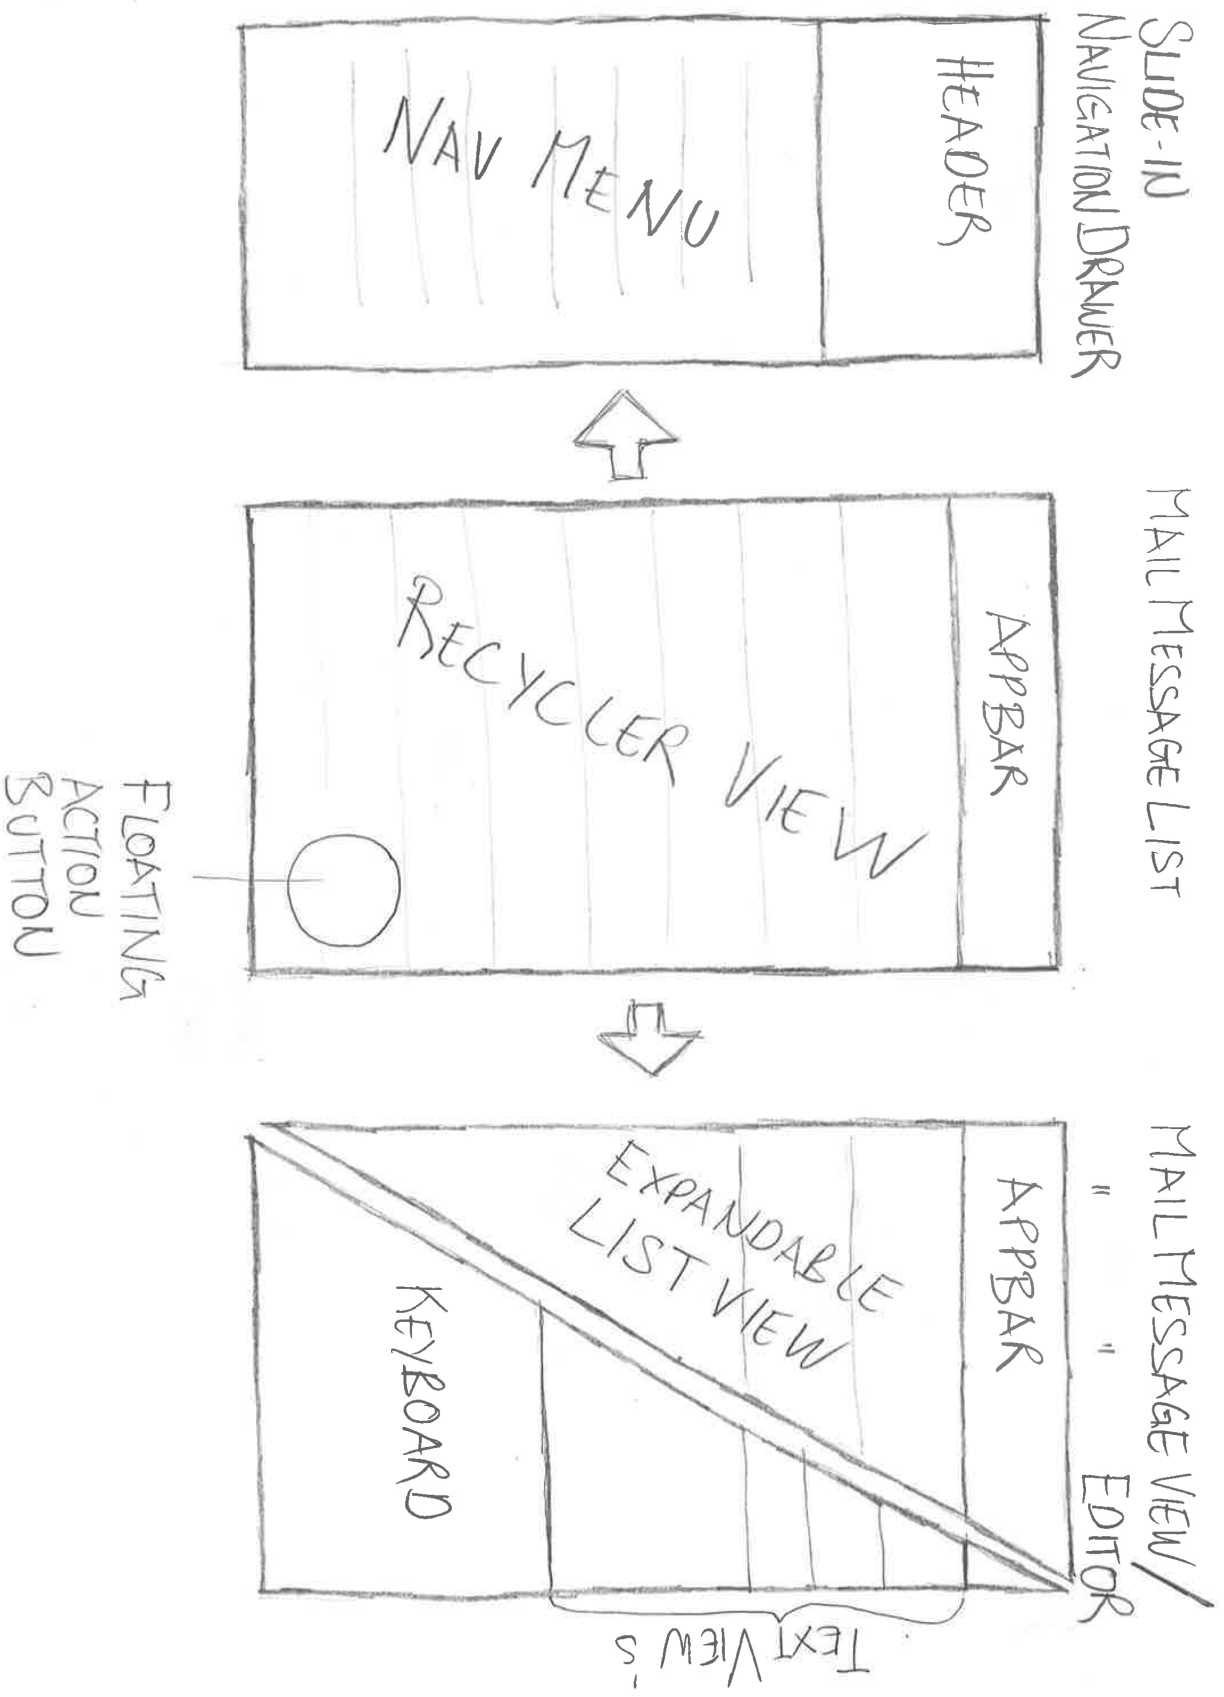 SLIDE-IN
NAVIGATION DRAWER
HEADER
NAV MENU
MAIL MESSAGE LIST
APPBAR
RECYCLER VIEW
FLOATING
ACTION
BUTTON
MAIL MESSAGE VIEW /
" " EDITOR
APPBAR
EXPANDABLE
LIST VIEW
KEYBOARD
TEXT VIEW'S